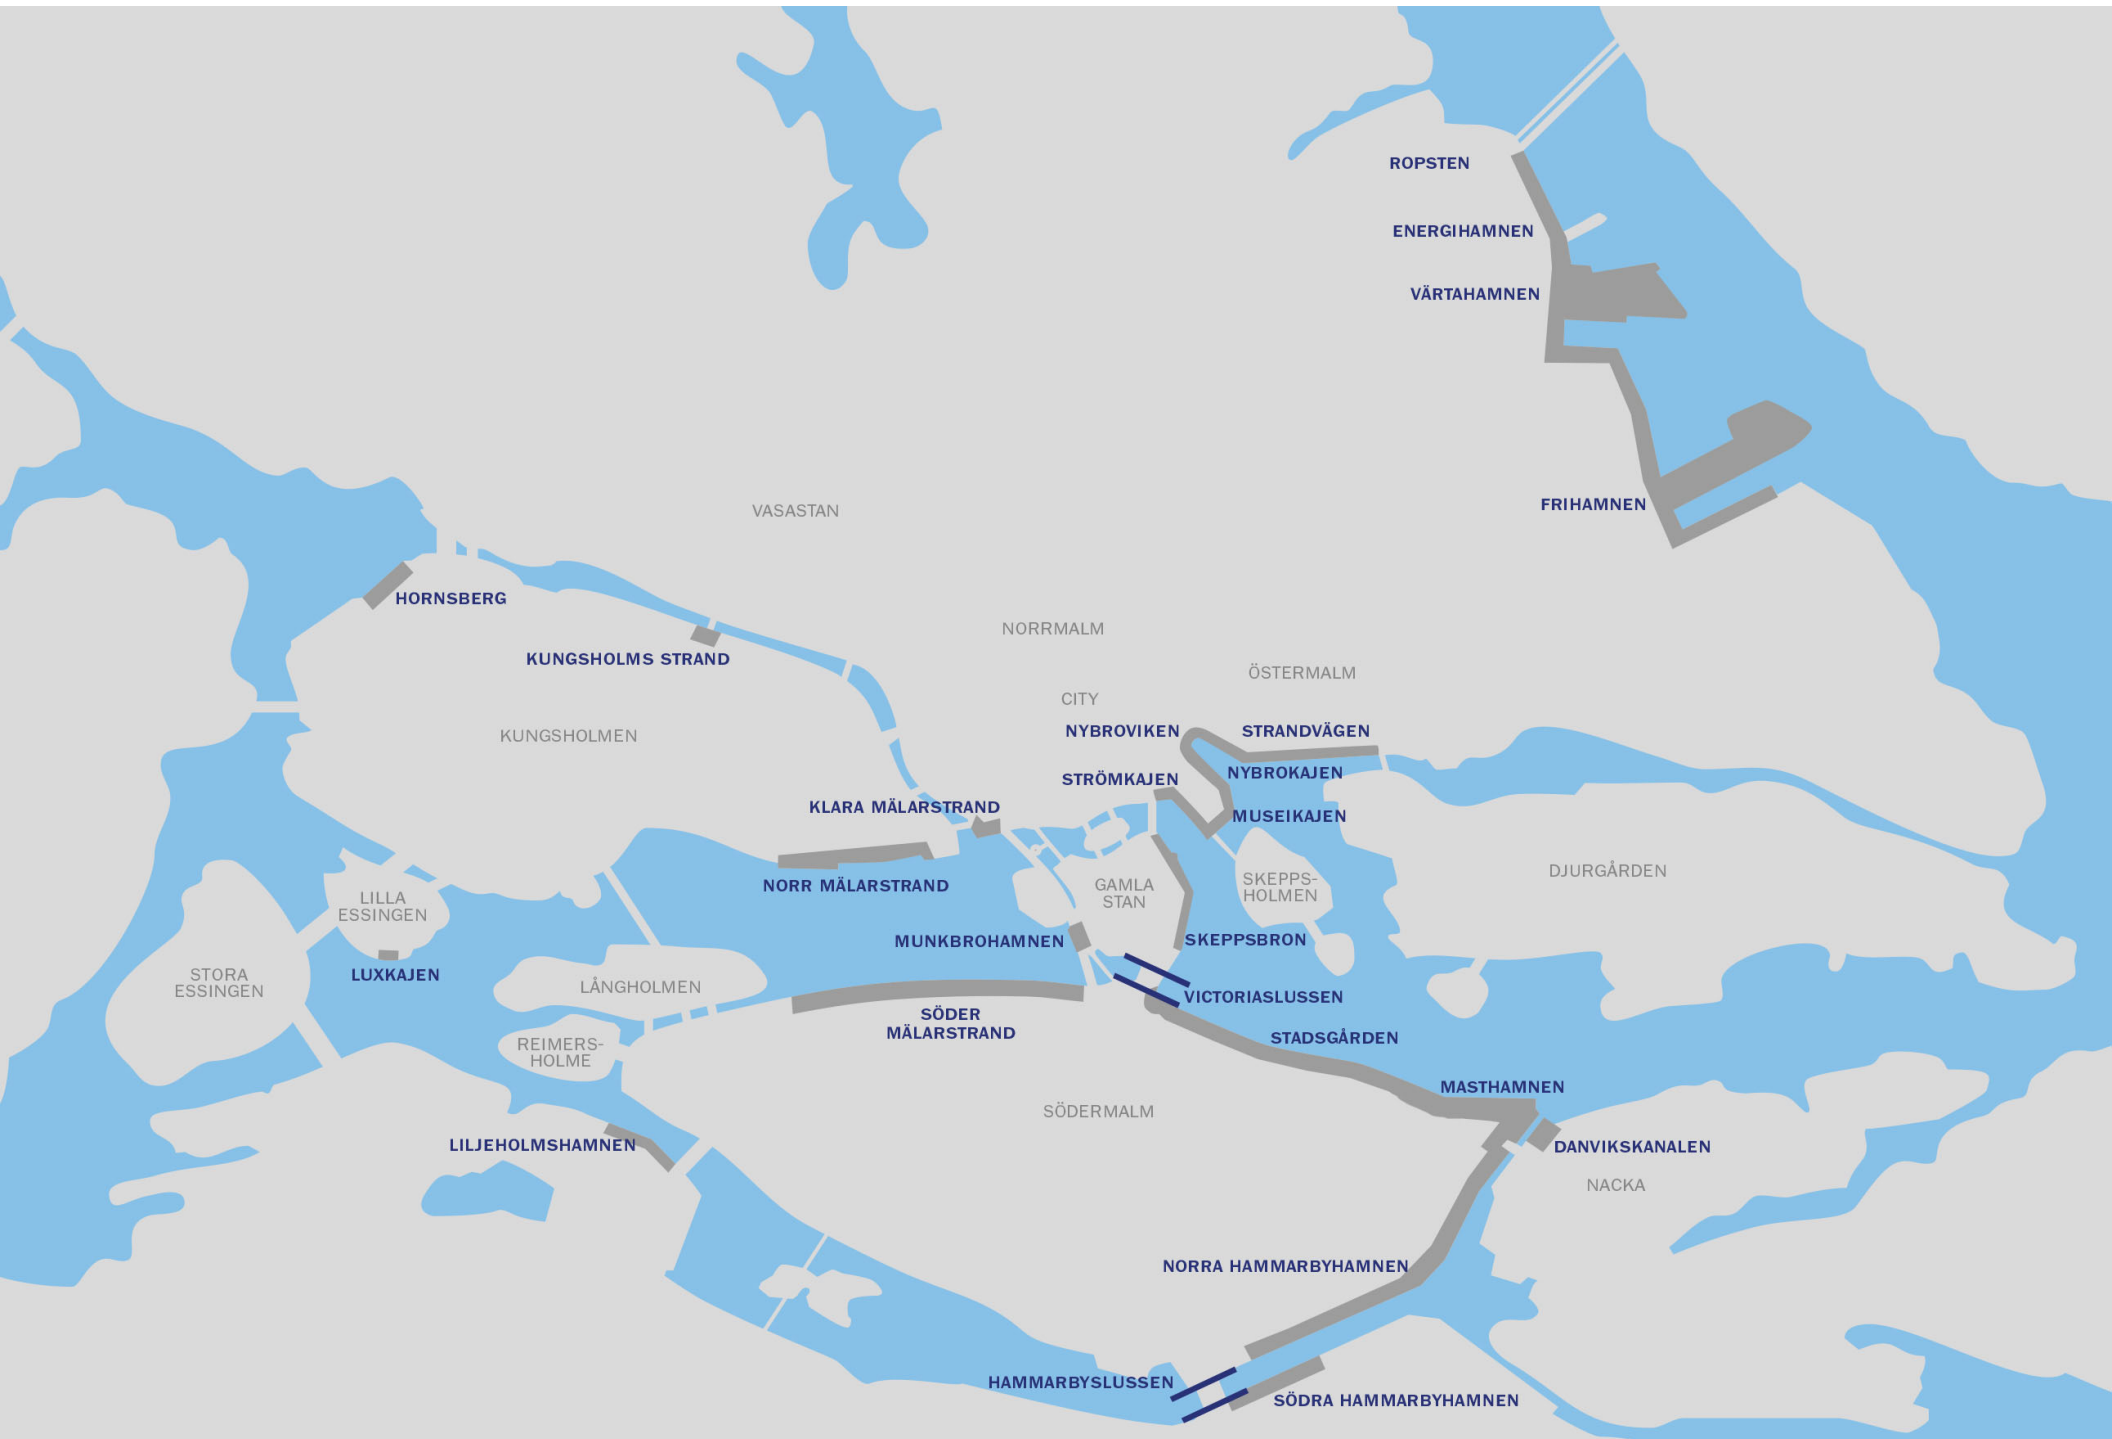 ROPSTEN
ENERGIHAMNEN
VÄRTAHAMNEN
FRIHAMNEN
VASASTAN
HORNSBERG
NORRMALM
KUNGSHOLMS STRAND
ÖSTERMALM
CITY
KUNGSHOLMEN
NYBROVIKEN
STRANDVÄGEN
STRÖMKAJEN
NYBROKAJEN
KLARA MÄLARSTRAND
MUSEIKAJEN
DJURGÅRDEN
NORR MÄLARSTRAND
GAMLA
STAN
SKEPPS-
HOLMEN
LILLA
ESSINGEN
MUNKBROHAMNEN
SKEPPSBRON
STORA
ESSINGEN
LUXKAJEN
LÅNGHOLMEN
VICTORIASLUSSEN
SÖDER
MÄLARSTRAND
STADSGÅRDEN
REIMERS-
HOLME
MASTHAMNEN
SÖDERMALM
LILJEHOLMSHAMNEN
DANVIKSKANALEN
NACKA
NORRA HAMMARBYHAMNEN
HAMMARBYSLUSSEN
SÖDRA HAMMARBYHAMNEN